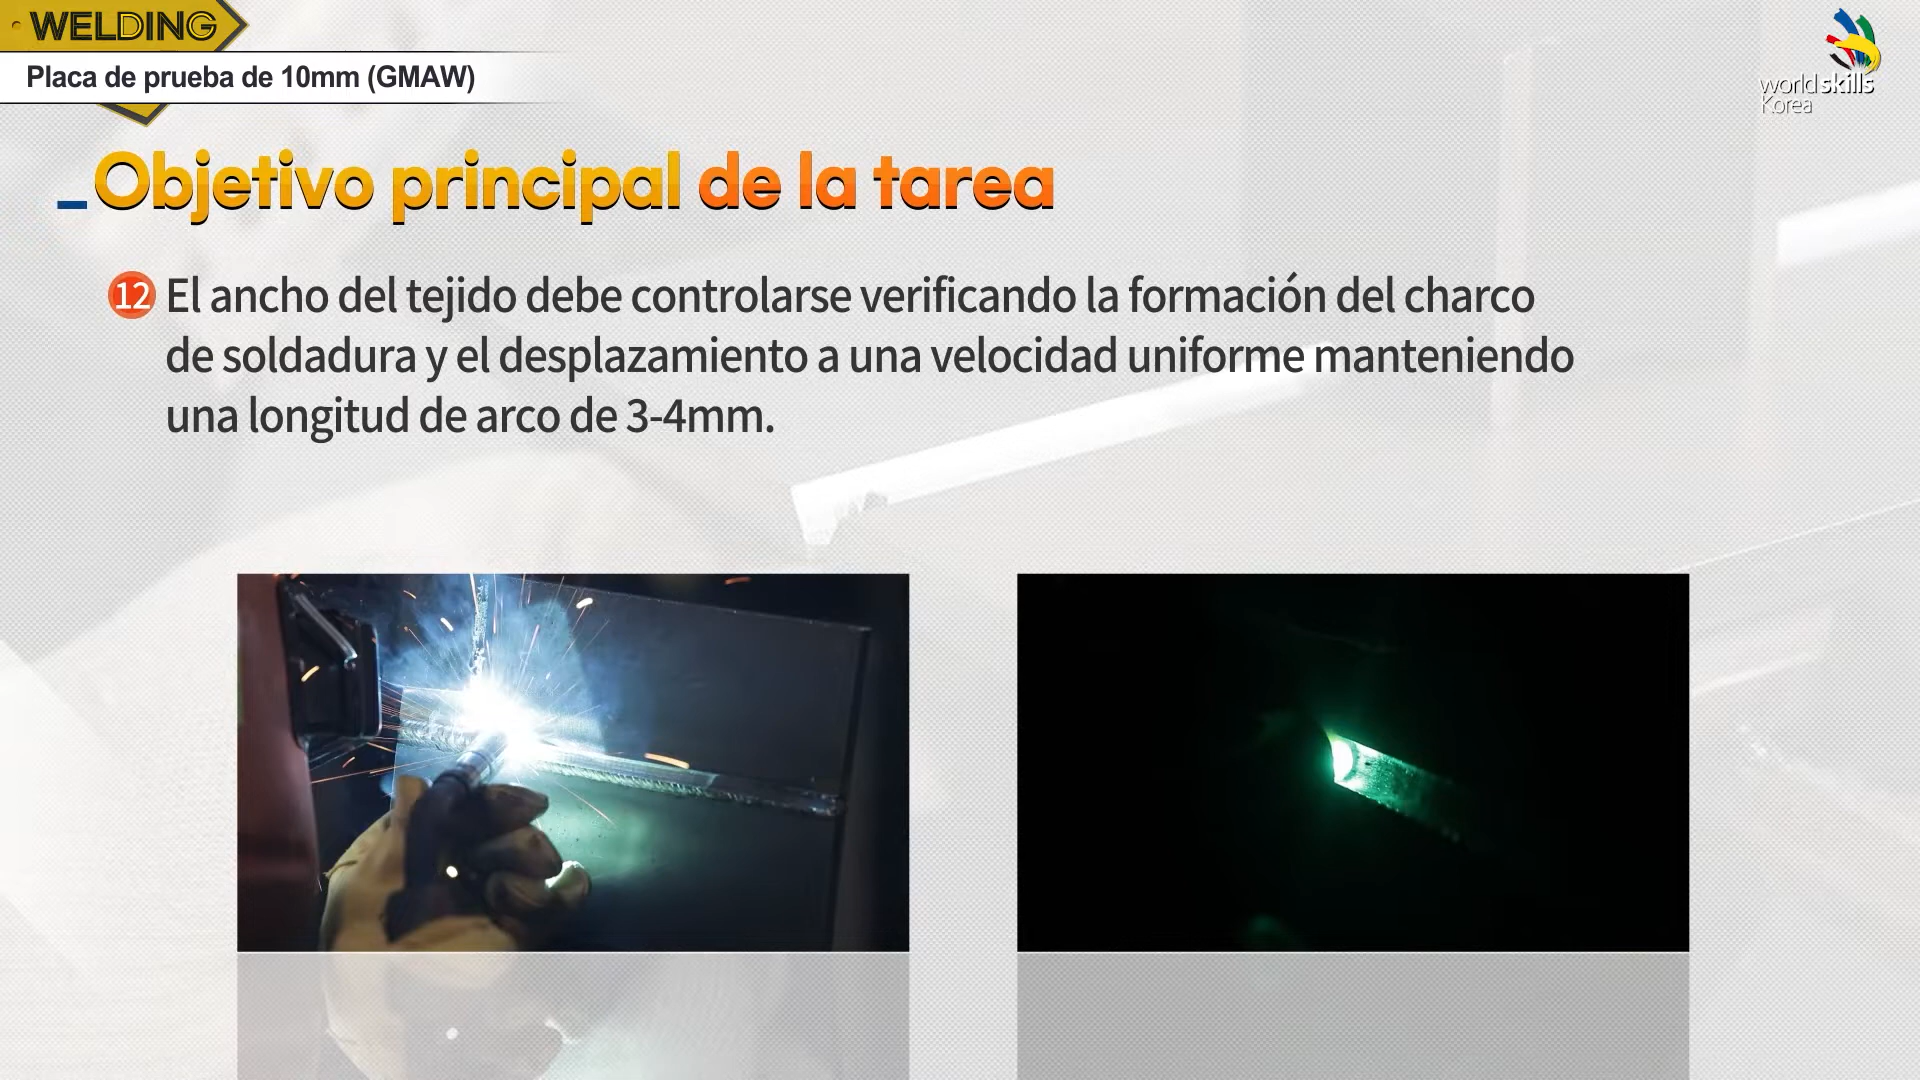 WELDING
Placa de prueba de 10mm (GMAW)
world skills
Korea
Objetivo principal de la tarea
12 El ancho del tejido debe controlarse verificando la formación del charco
de soldadura y el desplazamiento a una velocidad uniforme manteniendo
una longitud de arco de 3-4mm.